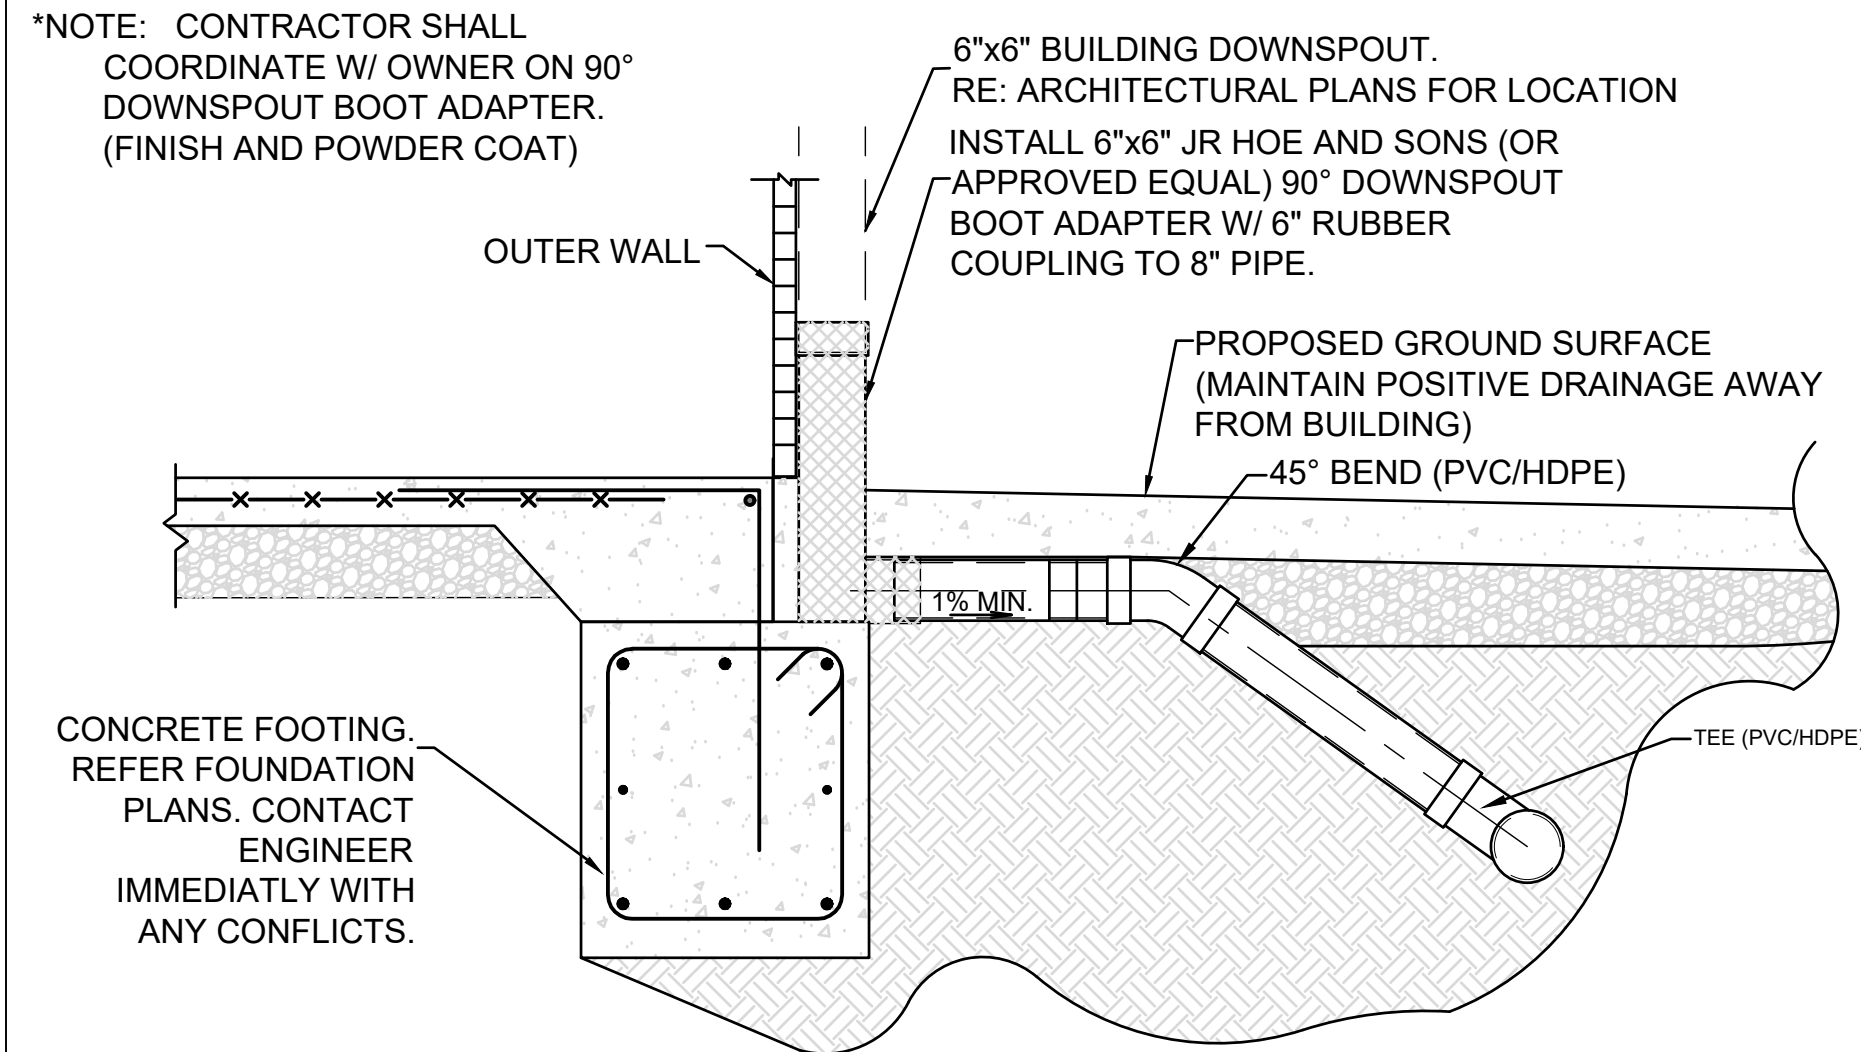 *NOTE: CONTRACTOR SHALL
COORDINATE W/ OWNER ON 90°
DOWNSPOUT BOOT ADAPTER.
(FINISH AND POWDER COAT)
6"x6" BUILDING DOWNSPOUT.
RE: ARCHITECTURAL PLANS FOR LOCATION
INSTALL 6"x6" JR HOE AND SONS (OR
APPROVED EQUAL) 90° DOWNSPOUT
BOOT ADAPTER W/ 6" RUBBER
COUPLING TO 8" PIPE.
OUTER WALL
PROPOSED GROUND SURFACE
(MAINTAIN POSITIVE DRAINAGE AWAY
FROM BUILDING)
45° BEND (PVC/HDPE)
1% MIN.
CONCRETE FOOTING.
REFER FOUNDATION
PLANS. CONTACT
ENGINEER
IMMEDIATLY WITH
ANY CONFLICTS.
TEE (PVC/HDPE)